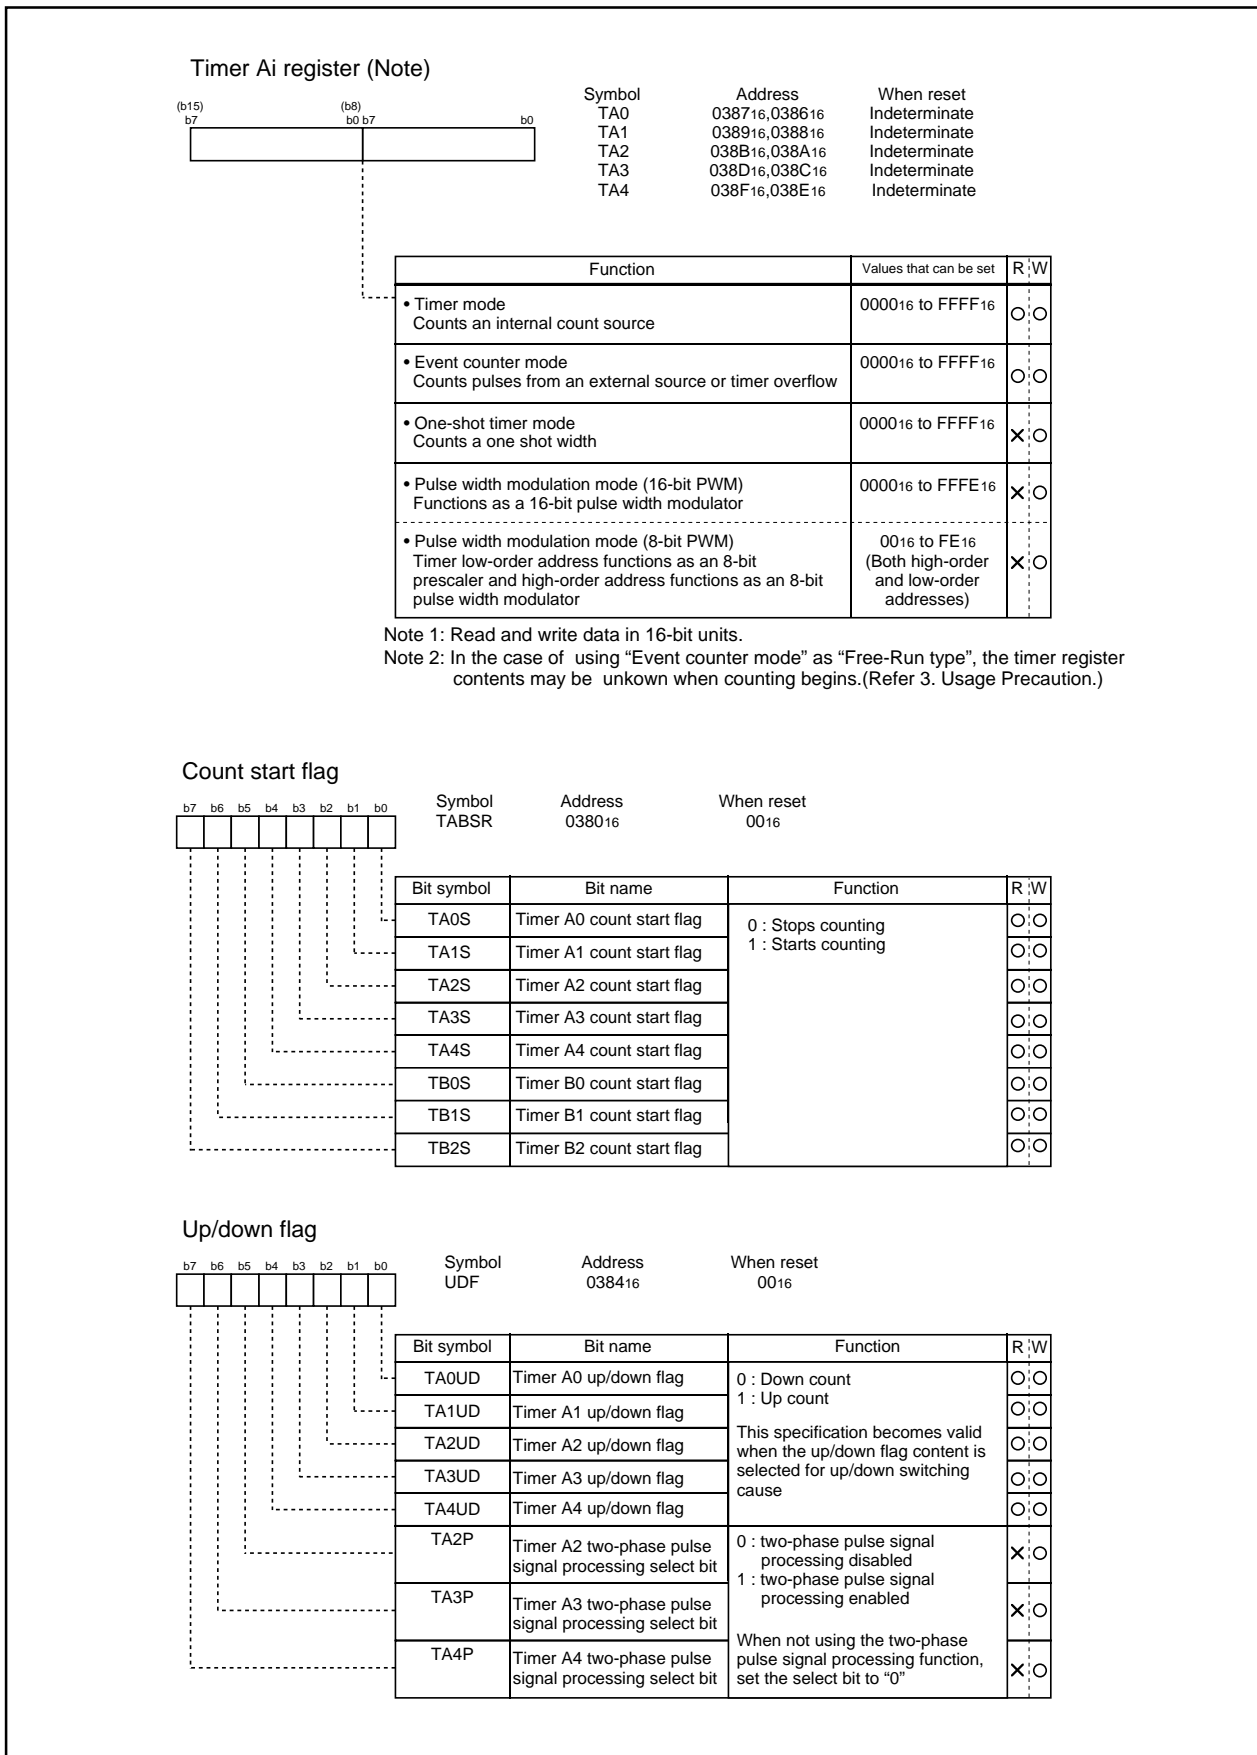 Timer Ai register (Note)
(b15) (b8)
b7 b0 b7 b0
Symbol Address When reset
TA0 038716,038616 Indeterminate
TA1 038916,038816 Indeterminate
TA2 038B16,038A16 Indeterminate
TA3 038D16,038C16 Indeterminate
TA4 038F16,038E16 Indeterminate
Function Values that can be set R W
• Timer mode 000016 to FFFF16
Counts an internal count source
• Event counter mode 000016 to FFFF16
Counts pulses from an external source or timer overflow
• One-shot timer mode 000016 to FFFF16
Counts a one shot width
• Pulse width modulation mode (16-bit PWM) 000016 to FFFE16
Functions as a 16-bit pulse width modulator
• Pulse width modulation mode (8-bit PWM) 0016 to FE16
Timer low-order address functions as an 8-bit (Both high-order
prescaler and high-order address functions as an 8-bit and low-order
pulse width modulator addresses)
Note 1: Read and write data in 16-bit units.
Note 2: In the case of using “Event counter mode” as “Free-Run type”, the timer register
contents may be unkown when counting begins.(Refer 3. Usage Precaution.)
Count start flag
b7 b6 b5 b4 b3 b2 b1 b0
Symbol Address When reset
TABSR 038016 0016
Bit symbol Bit name Function R W
TA0S Timer A0 count start flag 0 : Stops counting
1 : Starts counting
TA1S Timer A1 count start flag
TA2S Timer A2 count start flag
TA3S Timer A3 count start flag
TA4S Timer A4 count start flag
TB0S Timer B0 count start flag
TB1S Timer B1 count start flag
TB2S Timer B2 count start flag
Up/down flag
b7 b6 b5 b4 b3 b2 b1 b0
Symbol Address When reset
UDF 038416 0016
Bit symbol Bit name Function R W
TA0UD Timer A0 up/down flag 0 : Down count
1 : Up count
TA1UD Timer A1 up/down flag
This specification becomes valid
TA2UD Timer A2 up/down flag when the up/down flag content is
TA3UD Timer A3 up/down flag selected for up/down switching
cause
TA4UD Timer A4 up/down flag
TA2P Timer A2 two-phase pulse 0 : two-phase pulse signal
signal processing select bit processing disabled
1 : two-phase pulse signal
TA3P Timer A3 two-phase pulse processing enabled
signal processing select bit
When not using the two-phase
TA4P Timer A4 two-phase pulse pulse signal processing function,
signal processing select bit set the select bit to “0”